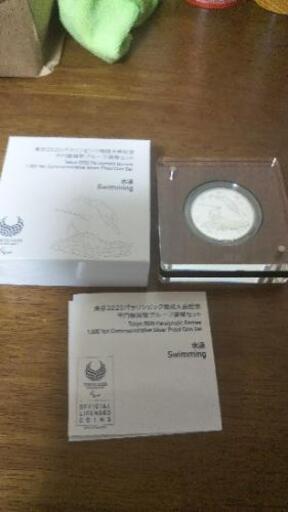 東京2020パラリンピック競技大会記念
千円銀貨幣プルーフ貨幣セット
Tokyo 2020 Paralympic Games
1,000 Yen Commemorative Silver Proof Coin Set
水泳
Swimming
東京2020パラリンピック競技大会記念
千円銀貨幣プルーフ貨幣セット
Tokyo 2020 Paralympic Games
1,000 Yen Commemorative Silver Proof Coin Set
水泳
Swimming
OFFICIAL
LICENSED
COINS